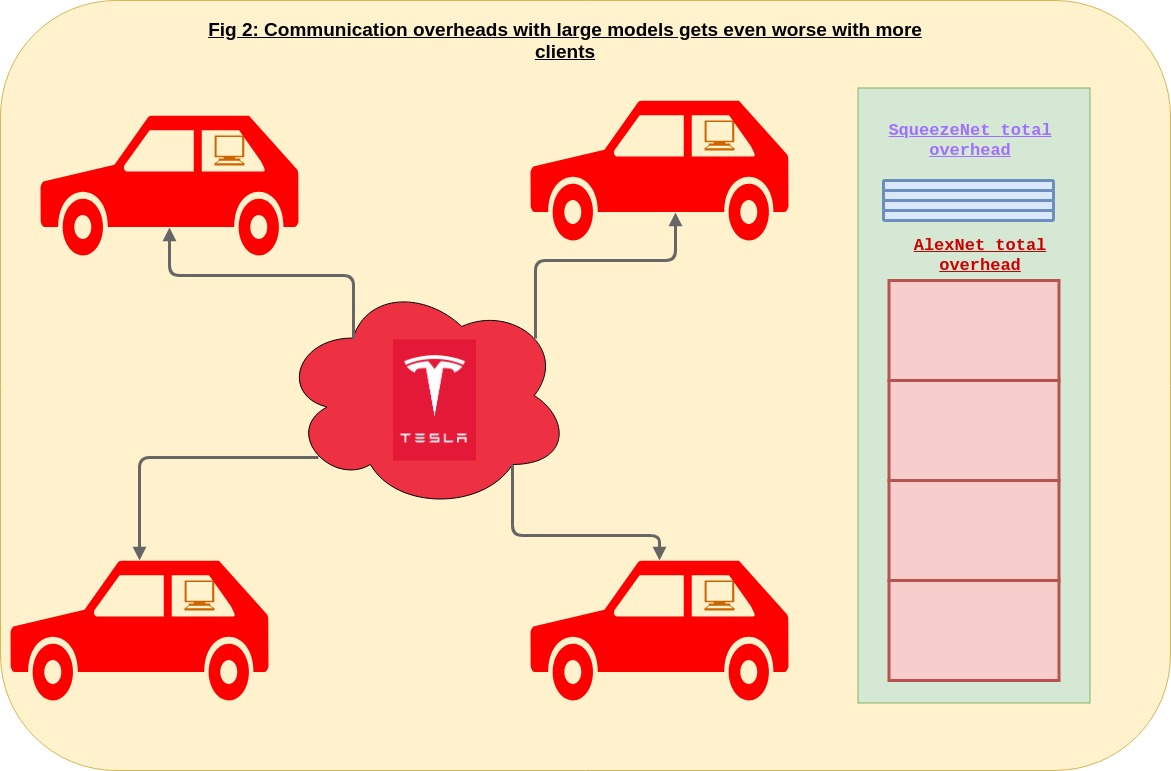 Fig 2: Communication overheads with large models gets even worse with more
clients
SqueezeNet total
overhead
AlexNet total
overhead
TESLA